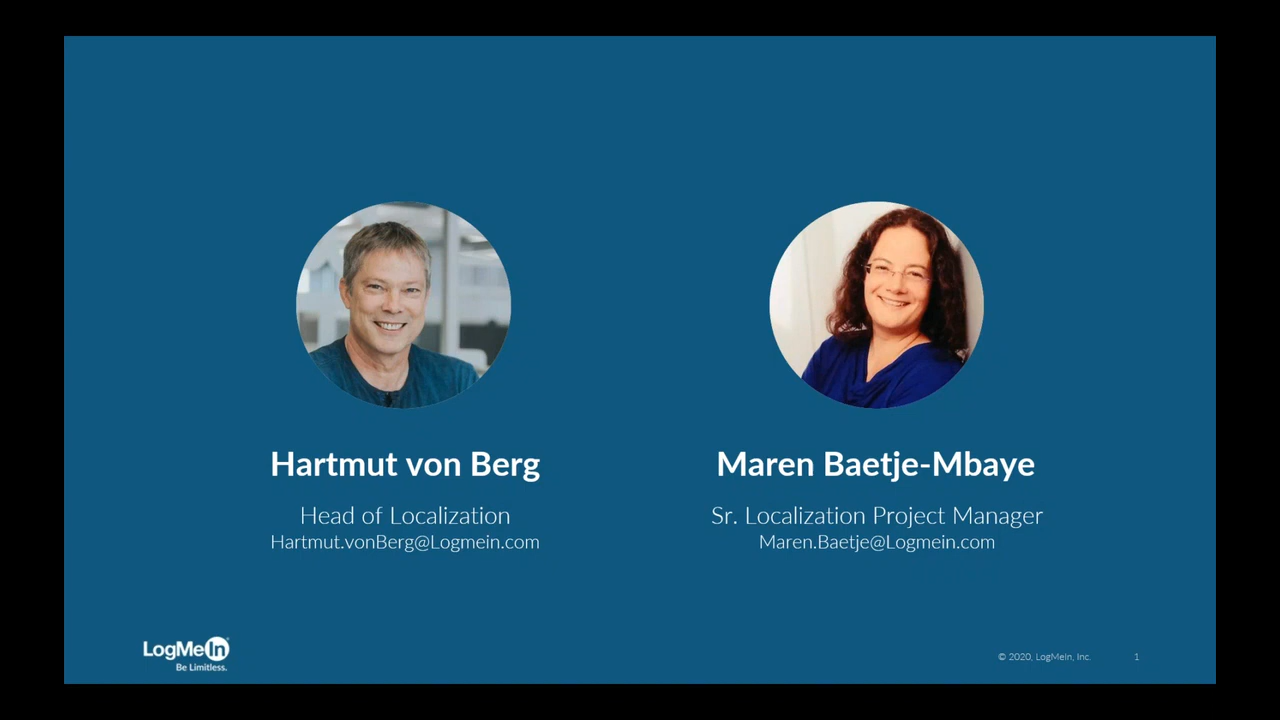 Hartmut von Berg
Head of Localization
Hartmut.vonBerg@Logmein.com
Maren Baetje-Mbaye
Sr. Localization Project Manager
Maren.Baetje@Logmein.com
LogMeIn
Be Limitless.
© 2020, LogMeIn, Inc.
1